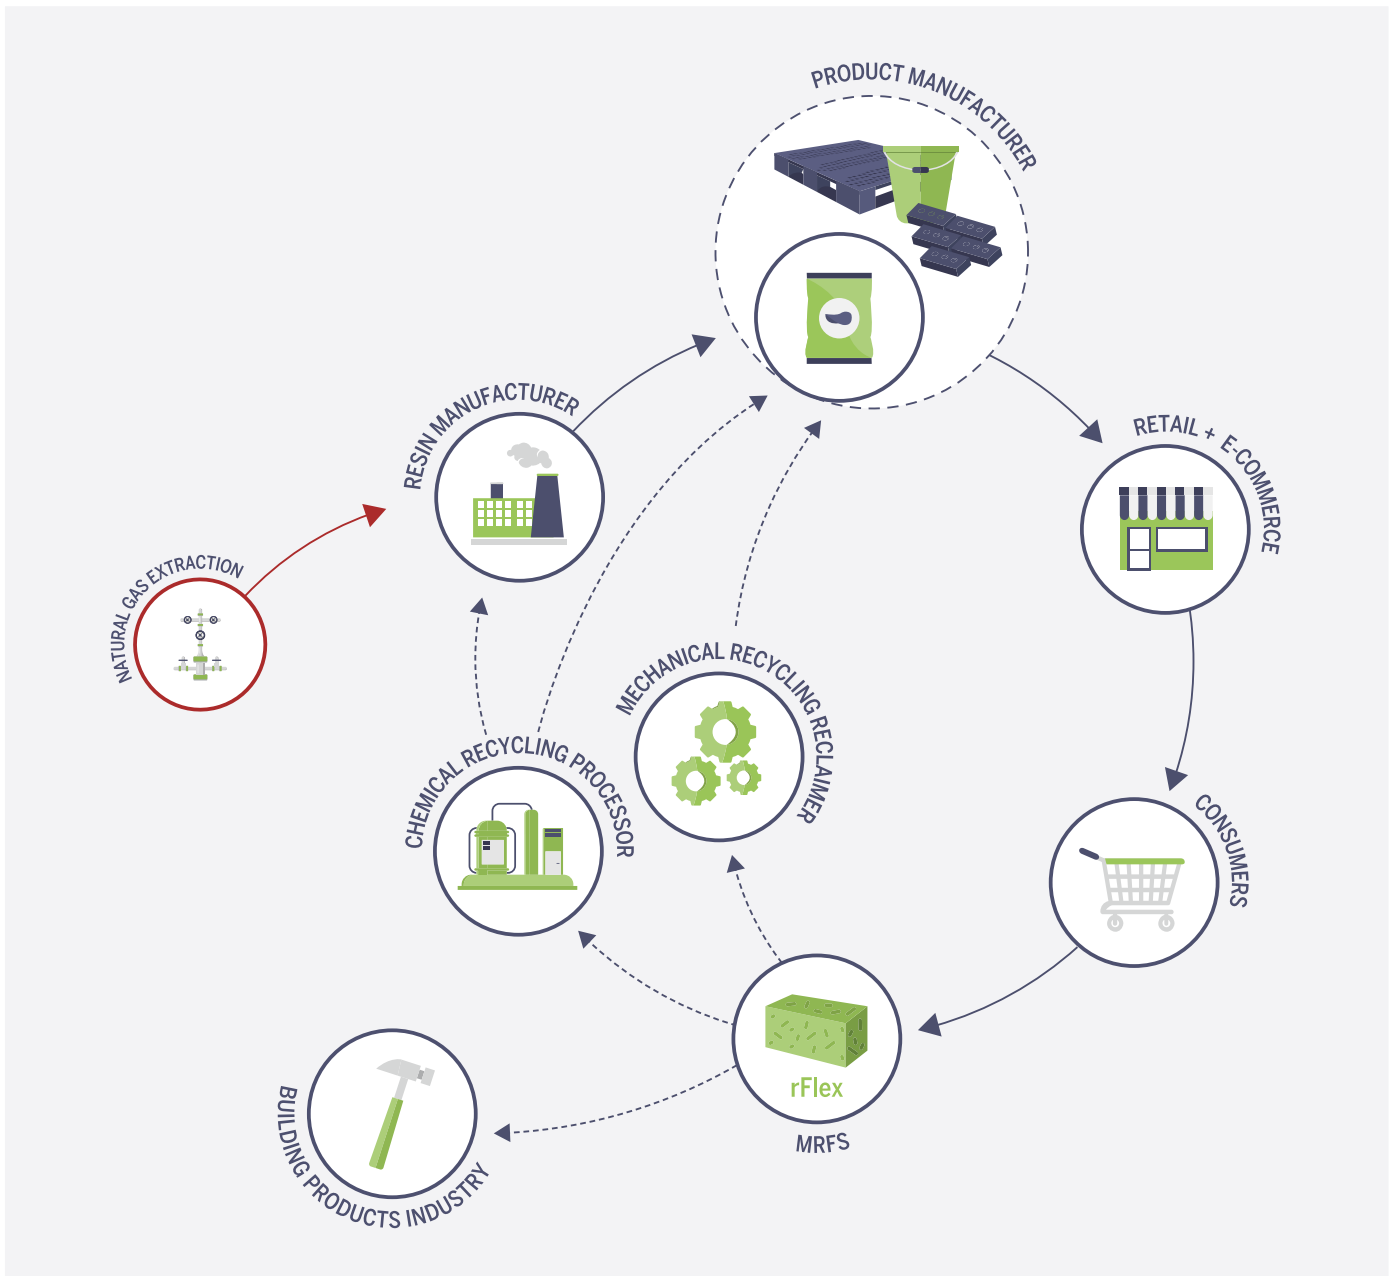 PRODUCT MANUFACTURER
RESIN MANUFACTURER
RETAIL + E-COMMERCE
NATURAL GAS EXTRACTION
MECHANICAL RECYCLING RECLAIMER
CHEMICAL RECYCLING PROCESSOR
CONSUMERS
rFlex
MRFS
BUILDING PRODUCTS INDUSTRY